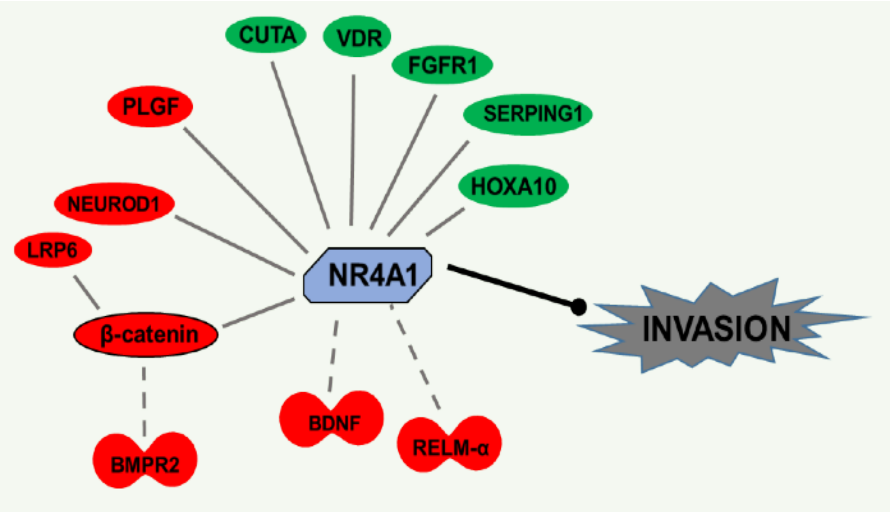 CUTA
VDR
FGFR1
PLGF
SERPING1
HOXA10
NEUROD1
LRP6
NR4A1
β-catenin
INVASION
BDNF
RELM-α
BMPR2